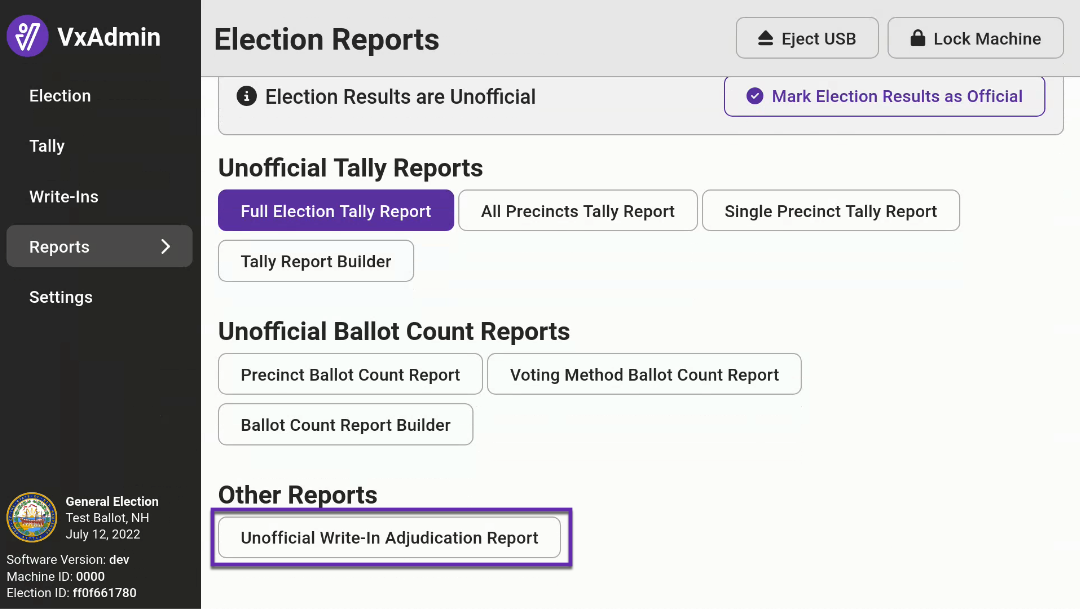 VxAdmin
Election
Tally
Write-Ins
Reports
Settings
General Election
Test Ballot, NH
July 12, 2022
Software Version: dev
Machine ID: 0000
Election ID: ff0f661780
Election Reports
Eject USB
Lock Machine
Election Results are Unofficial
Mark Election Results as Official
Unofficial Tally Reports
Full Election Tally Report
All Precincts Tally Report
Single Precinct Tally Report
Tally Report Builder
Unofficial Ballot Count Reports
Precinct Ballot Count Report
Voting Method Ballot Count Report
Ballot Count Report Builder
Other Reports
Unofficial Write-In Adjudication Report